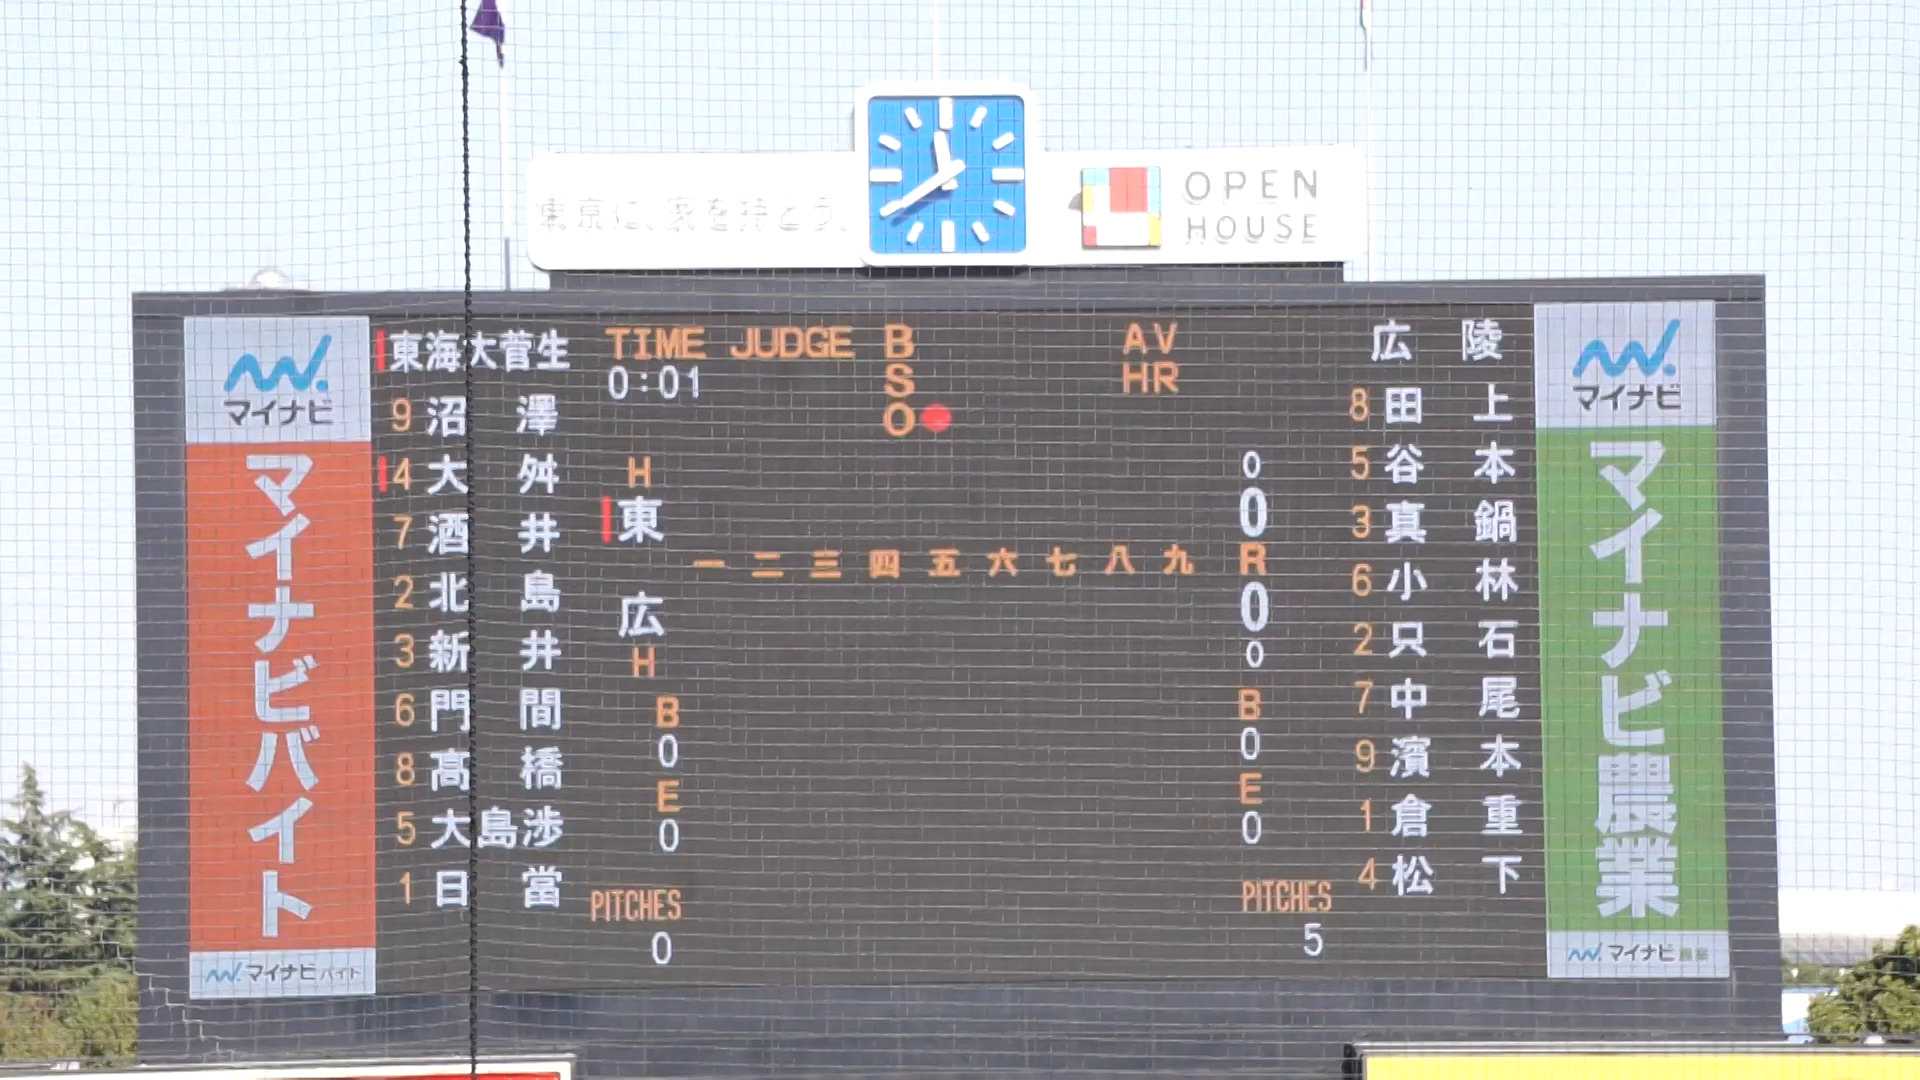 東京に、家を持とう。
OPEN
HOUSE
マイナビ
マイナビバイト
マイナビバイト
東海大菅生
9 沼澤
4 大舛
7 酒井
2 北島
3 新井
6 門間
8 髙橋
5 大島渉
1 日當
TIME JUDGE
0:01
B
S
O
AV
HR
H 0
東 0
一 二 三 四 五 六 七 八 九 R
広 0
H 0
B B
0 0
E E
0 0
PITCHES PITCHES
0 5
広陵
8 田上
5 谷本
3 真鍋
6 小林
2 只石
7 中尾
9 濱本
1 倉重
4 松下
マイナビ
マイナビ農業
マイナビ農業